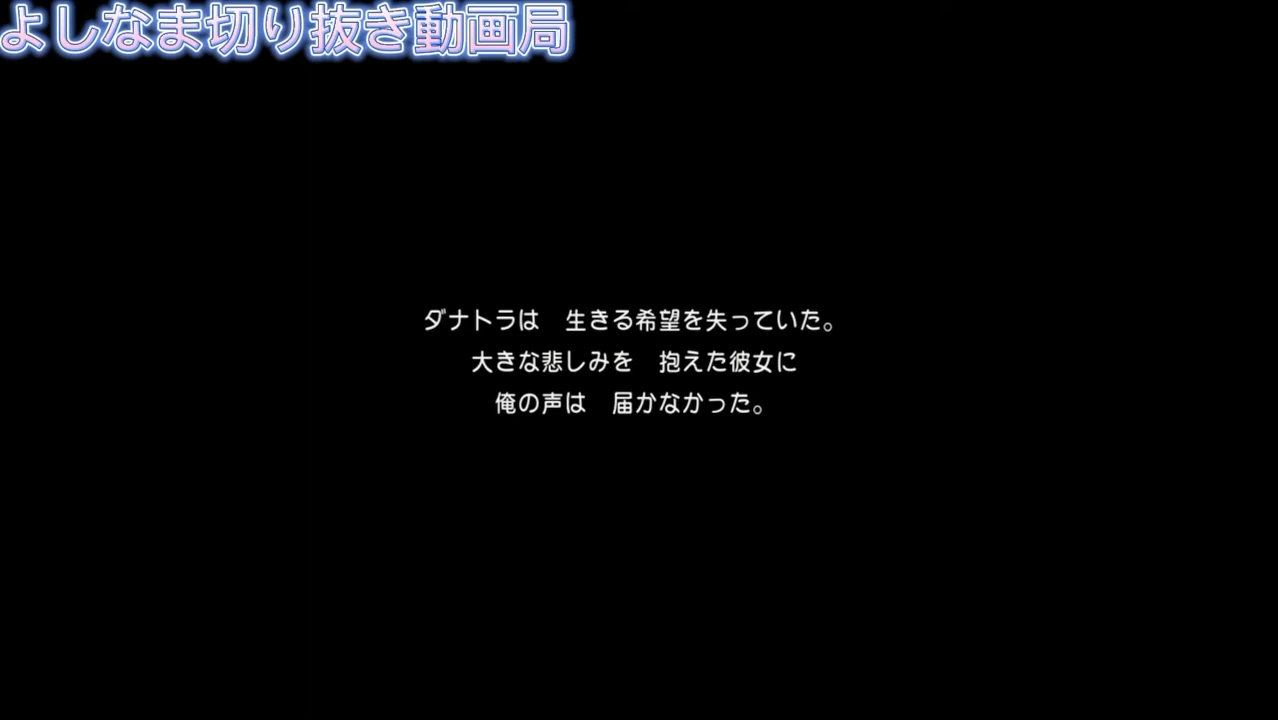 よしなま切り抜き動画局
ダナトラは　生きる希望を失っていた。
大きな悲しみを　抱えた彼女に
俺の声は　届かなかった。